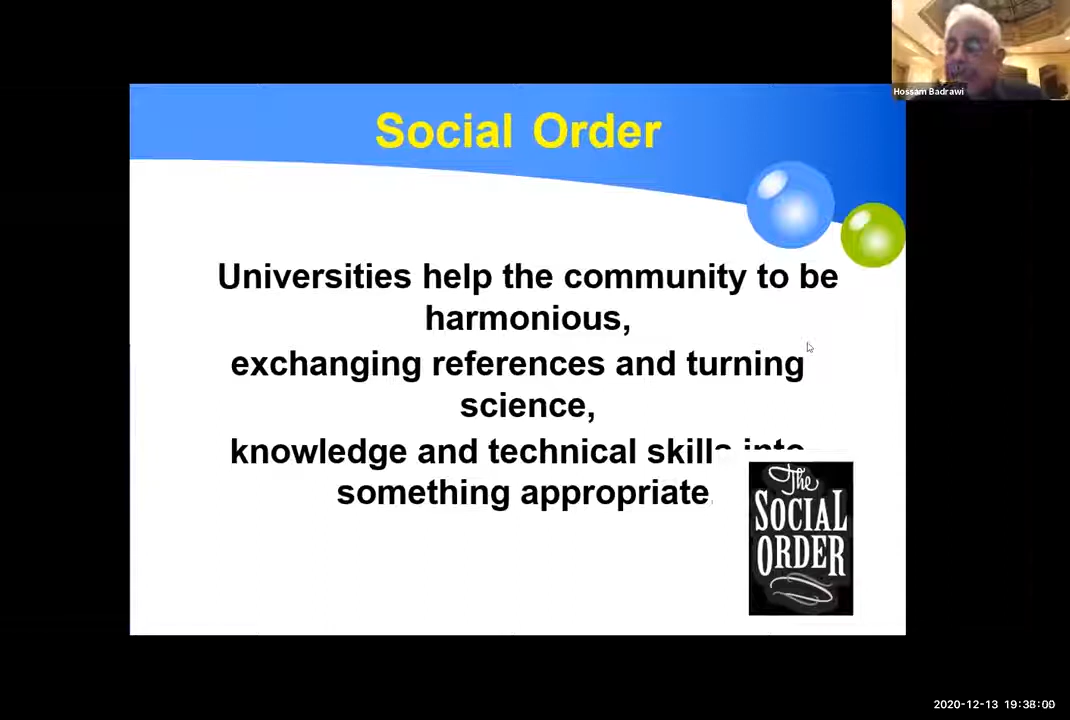 Hossam Badrawi
Social Order
Universities help the community to be
harmonious,
exchanging references and turning
science,
knowledge and technical skills into
something appropriate
The
SOCIAL
ORDER
2020-12-13 19:38:00